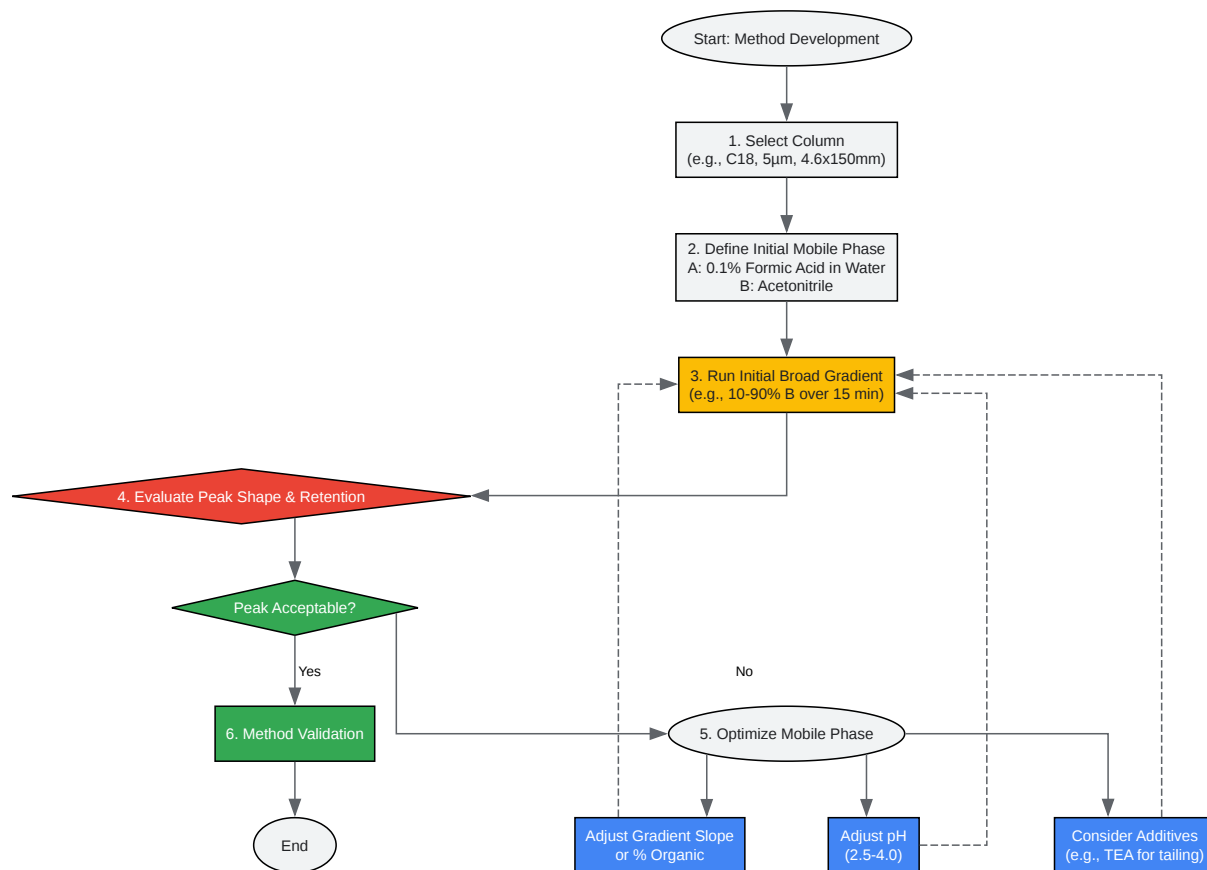 Start: Method Development
1. Select Column
(e.g., C18, 5µm, 4.6x150mm)
2. Define Initial Mobile Phase
A: 0.1% Formic Acid in Water
B: Acetonitrile
3. Run Initial Broad Gradient
(e.g., 10-90% B over 15 min)
4. Evaluate Peak Shape & Retention
Peak Acceptable?
Yes
No
6. Method Validation
5. Optimize Mobile Phase
End
Adjust Gradient Slope
or % Organic
Adjust pH
(2.5-4.0)
Consider Additives
(e.g., TEA for tailing)